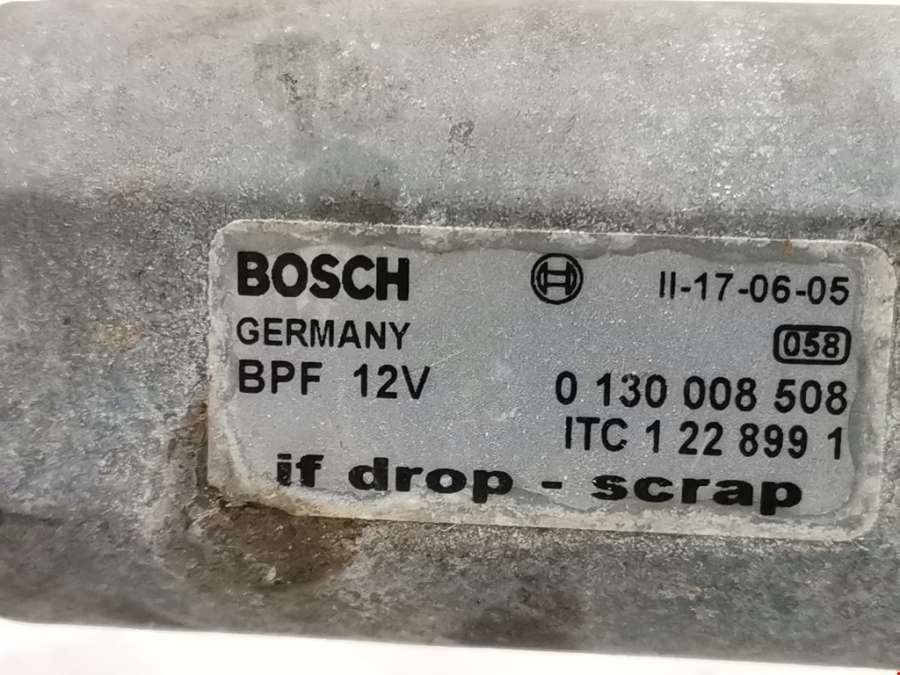 BOSCH II-17-06-05
GERMANY 058
BPF 12V 0 130 008 508
ITC 1 22 899 1
if drop - scrap